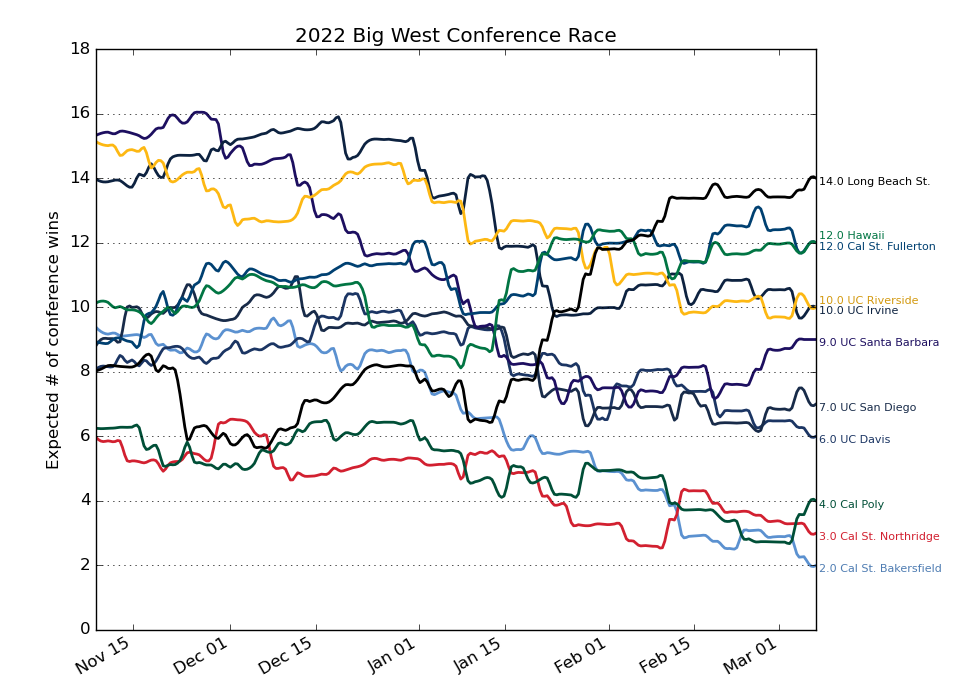 2022 Big West Conference Race
Expected # of conference wins
18
16
14
12
10
8
6
4
2
0
Nov 15
Dec 01
Dec 15
Jan 01
Jan 15
Feb 01
Feb 15
Mar 01
14.0 Long Beach St.
12.0 Hawaii
12.0 Cal St. Fullerton
10.0 UC Riverside
10.0 UC Irvine
9.0 UC Santa Barbara
7.0 UC San Diego
6.0 UC Davis
4.0 Cal Poly
3.0 Cal St. Northridge
2.0 Cal St. Bakersfield